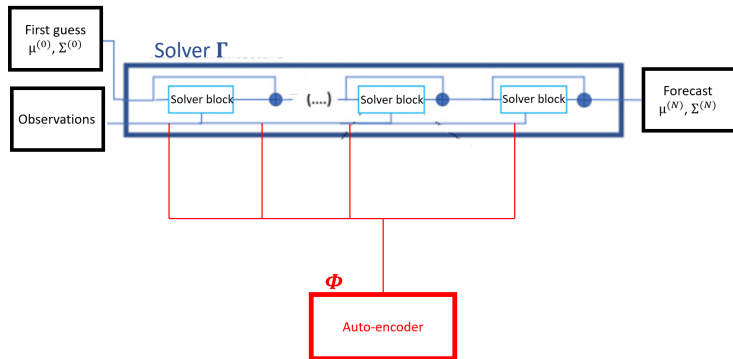 First guess
μ⁽⁰⁾, Σ⁽⁰⁾
Solver Γ
Observations
Solver block
(....)
Solver block
Solver block
Forecast
μ⁽ᴺ⁾, Σ⁽ᴺ⁾
Φ
Auto-encoder